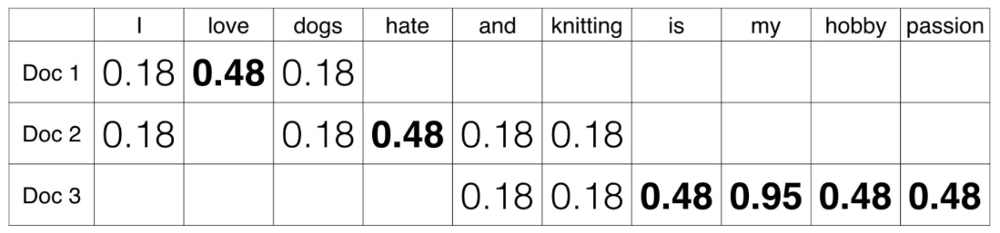 I love dogs hate and knitting is my hobby passion
Doc 1 0.18 0.48 0.18
Doc 2 0.18 0.18 0.48 0.18 0.18
Doc 3 0.18 0.18 0.48 0.95 0.48 0.48